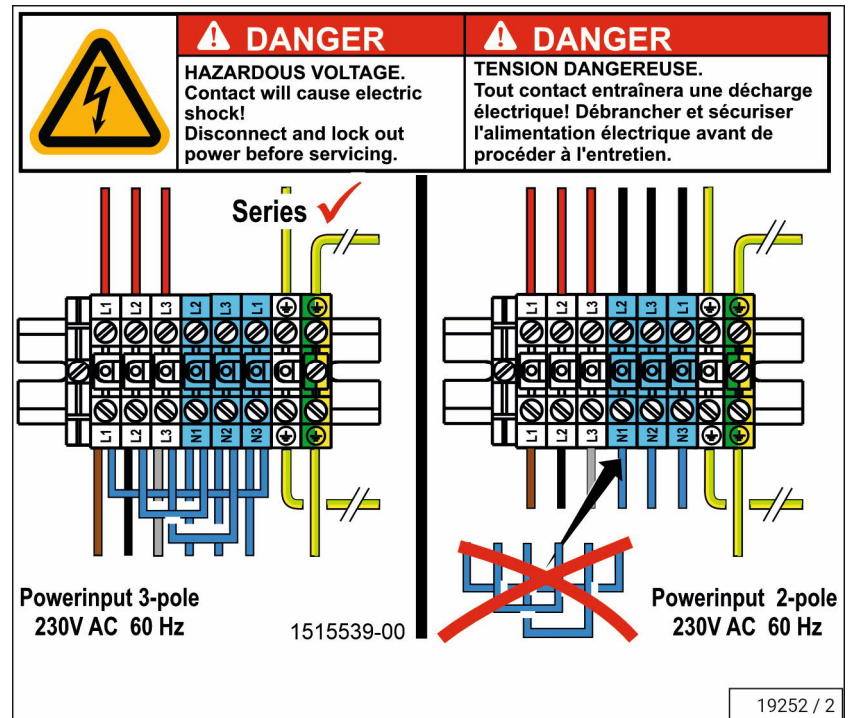 DANGER
HAZARDOUS VOLTAGE.
Contact will cause electric
shock!
Disconnect and lock out
power before servicing.
DANGER
TENSION DANGEREUSE.
Tout contact entraînera une décharge
électrique! Débrancher et sécuriser
l'alimentation électrique avant de
procéder à l'entretien.
Series
L1 L2 L3 L2 L3 L1
L1 L2 L3 N1 N2 N3
Powerinput 3-pole
230V AC 60 Hz
1515539-00
L1 L2 L3 L2 L3 L1
L1 L2 L3 N1 N2 N3
Powerinput 2-pole
230V AC 60 Hz
19252 / 2